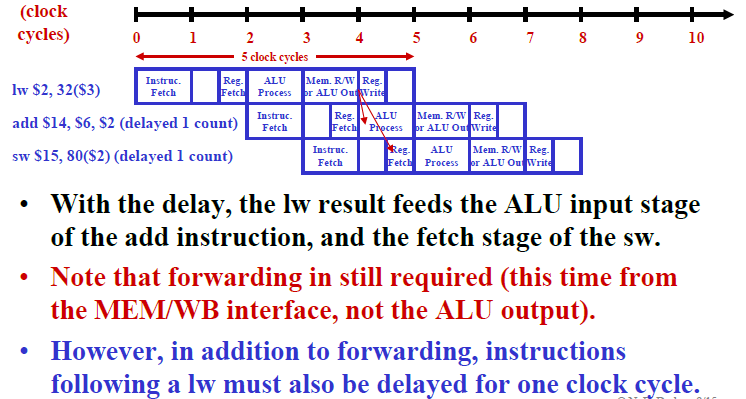 (clock
cycles)
0 1 2 3 4 5 6 7 8 9 10
5 clock cycles
lw $2, 32($3)
Instruc. Fetch
Reg. Fetch
ALU Process
Mem. R/W or ALU Out
Reg. Write
add $14, $6, $2 (delayed 1 count)
Instruc. Fetch
Reg. Fetch
ALU Process
Mem. R/W or ALU Out
Reg. Write
sw $15, 80($2) (delayed 1 count)
Instruc. Fetch
Reg. Fetch
ALU Process
Mem. R/W or ALU Out
Reg. Write
• With the delay, the lw result feeds the ALU input stage
of the add instruction, and the fetch stage of the sw.
• Note that forwarding in still required (this time from
the MEM/WB interface, not the ALU output).
• However, in addition to forwarding, instructions
following a lw must also be delayed for one clock cycle.